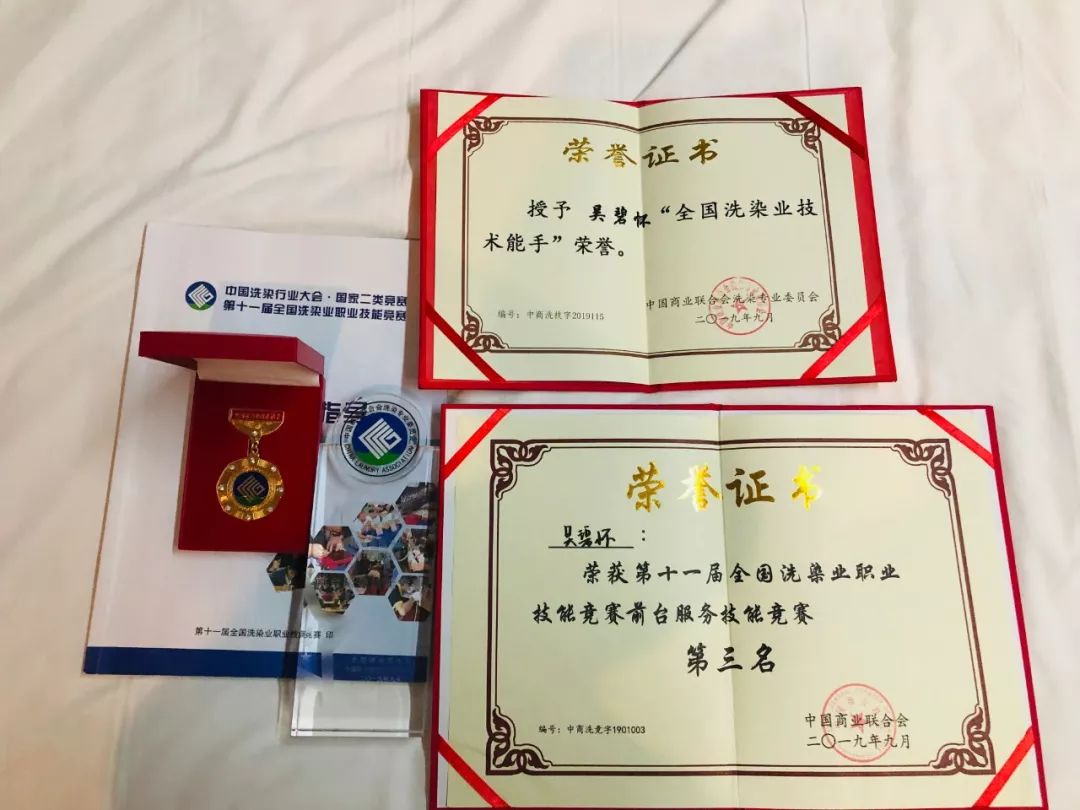 荣誉证书
授予 吴碧怀“全国洗染业技
术能手”荣誉。
中国商业联合会洗染专业委员会
编号：中商洗技字2019115
二〇一九年九月
中国洗染行业大会·国家二类竞赛
第十一届全国洗染业职业技能竞赛
指
LAUNDRY ASSOCIATION
第十一届全国洗染业职业技能竞赛 印
荣誉证书
吴碧怀：
荣获第十一届全国洗染业职业
技能竞赛前台服务技能竞赛
第三名
中国商业联合会
编号：中商洗竞字1901003
二〇一九年九月